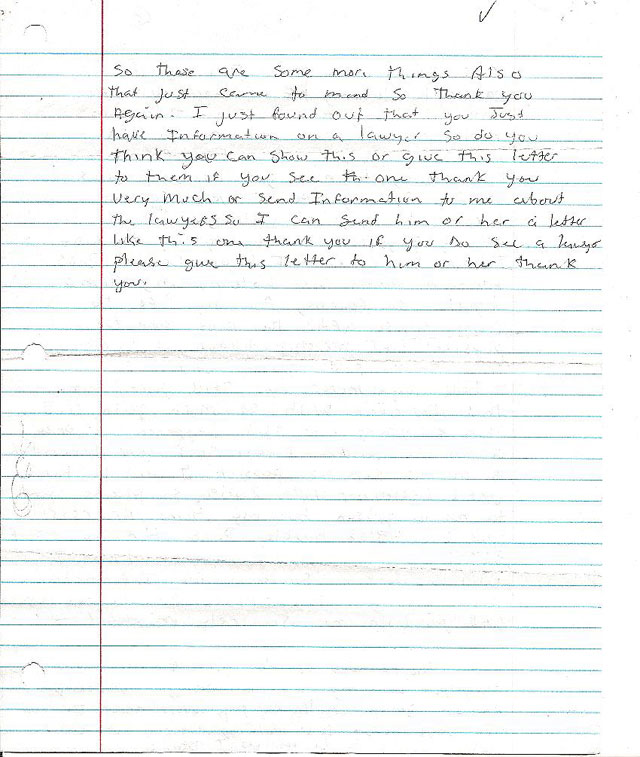 So these are some more things Also
that just came to mind so thank you
Again. I just found out that you Just
have Information on a lawyer so do you
think you can show this or give this letter
to them if you see th.one thank you
very much or send Information to me about
the lawyers so I can send him or her a letter
like this one thank you if you do see a lawyer
please give this letter to him or her thank
you.